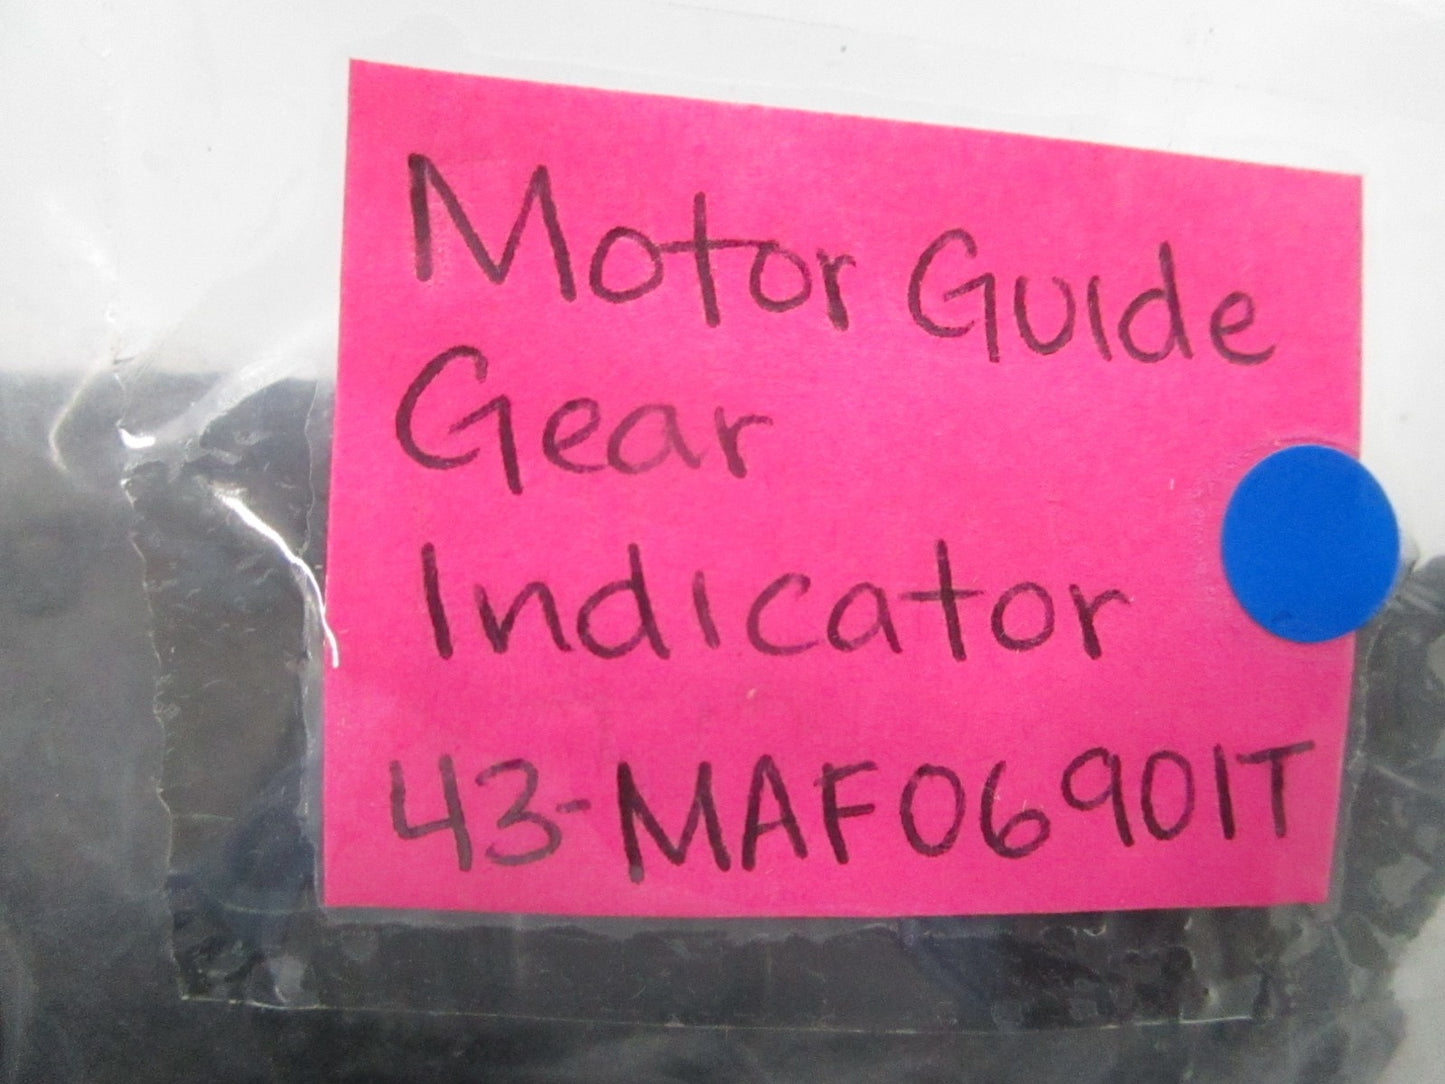 Motor Guide
Gear
Indicator
43-MAF06901T